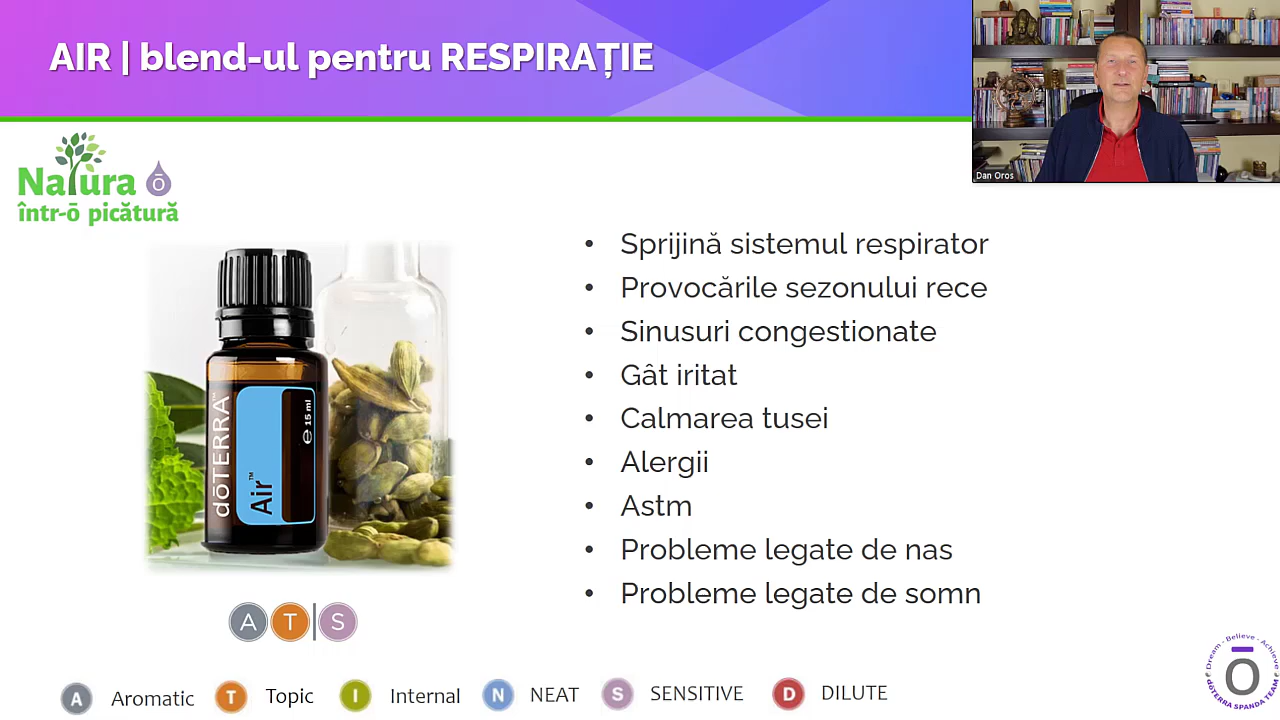 AIR | blend-ul pentru RESPIRAȚIE
Dan Oros
Natura ō
într-ō picătură
dōTERRA™
Air™
e 15 ml
• Sprijină sistemul respirator
• Provocările sezonului rece
• Sinusuri congestionate
• Gât iritat
• Calmarea tusei
• Alergii
• Astm
• Probleme legate de nas
• Probleme legate de somn
A T | S
A Aromatic T Topic I Internal N NEAT S SENSITIVE D DILUTE
Dream - Believe - Achieve
ō
dōTERRA SPANDA TEAM